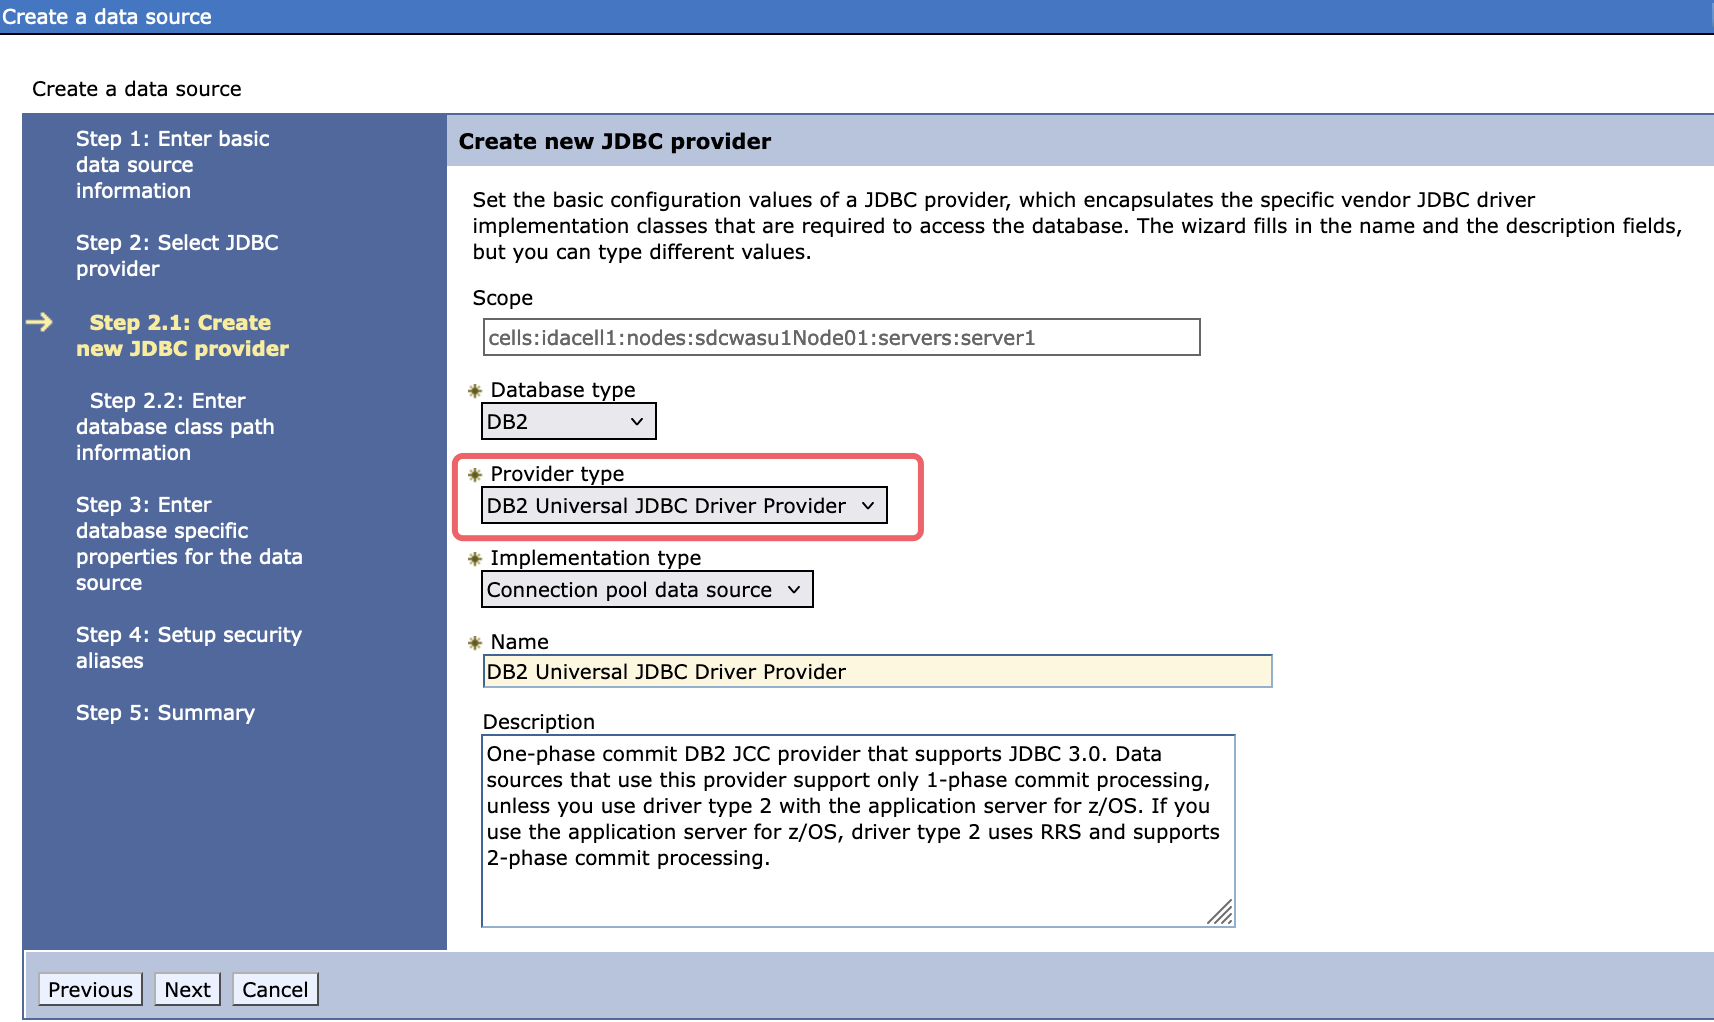 Create a data source
Create a data source
Step 1: Enter basic
data source
information
Step 2: Select JDBC
provider
Step 2.1: Create
new JDBC provider
Step 2.2: Enter
database class path
information
Step 3: Enter
database specific
properties for the data
source
Step 4: Setup security
aliases
Step 5: Summary
Create new JDBC provider
Set the basic configuration values of a JDBC provider, which encapsulates the specific vendor JDBC driver
implementation classes that are required to access the database. The wizard fills in the name and the description fields,
but you can type different values.
Scope
cells:idacell1:nodes:sdcwasu1Node01:servers:server1
Database type
DB2
Provider type
DB2 Universal JDBC Driver Provider
Implementation type
Connection pool data source
Name
DB2 Universal JDBC Driver Provider
Description
One-phase commit DB2 JCC provider that supports JDBC 3.0. Data
sources that use this provider support only 1-phase commit processing,
unless you use driver type 2 with the application server for z/OS. If you
use the application server for z/OS, driver type 2 uses RRS and supports
2-phase commit processing.
Previous
Next
Cancel